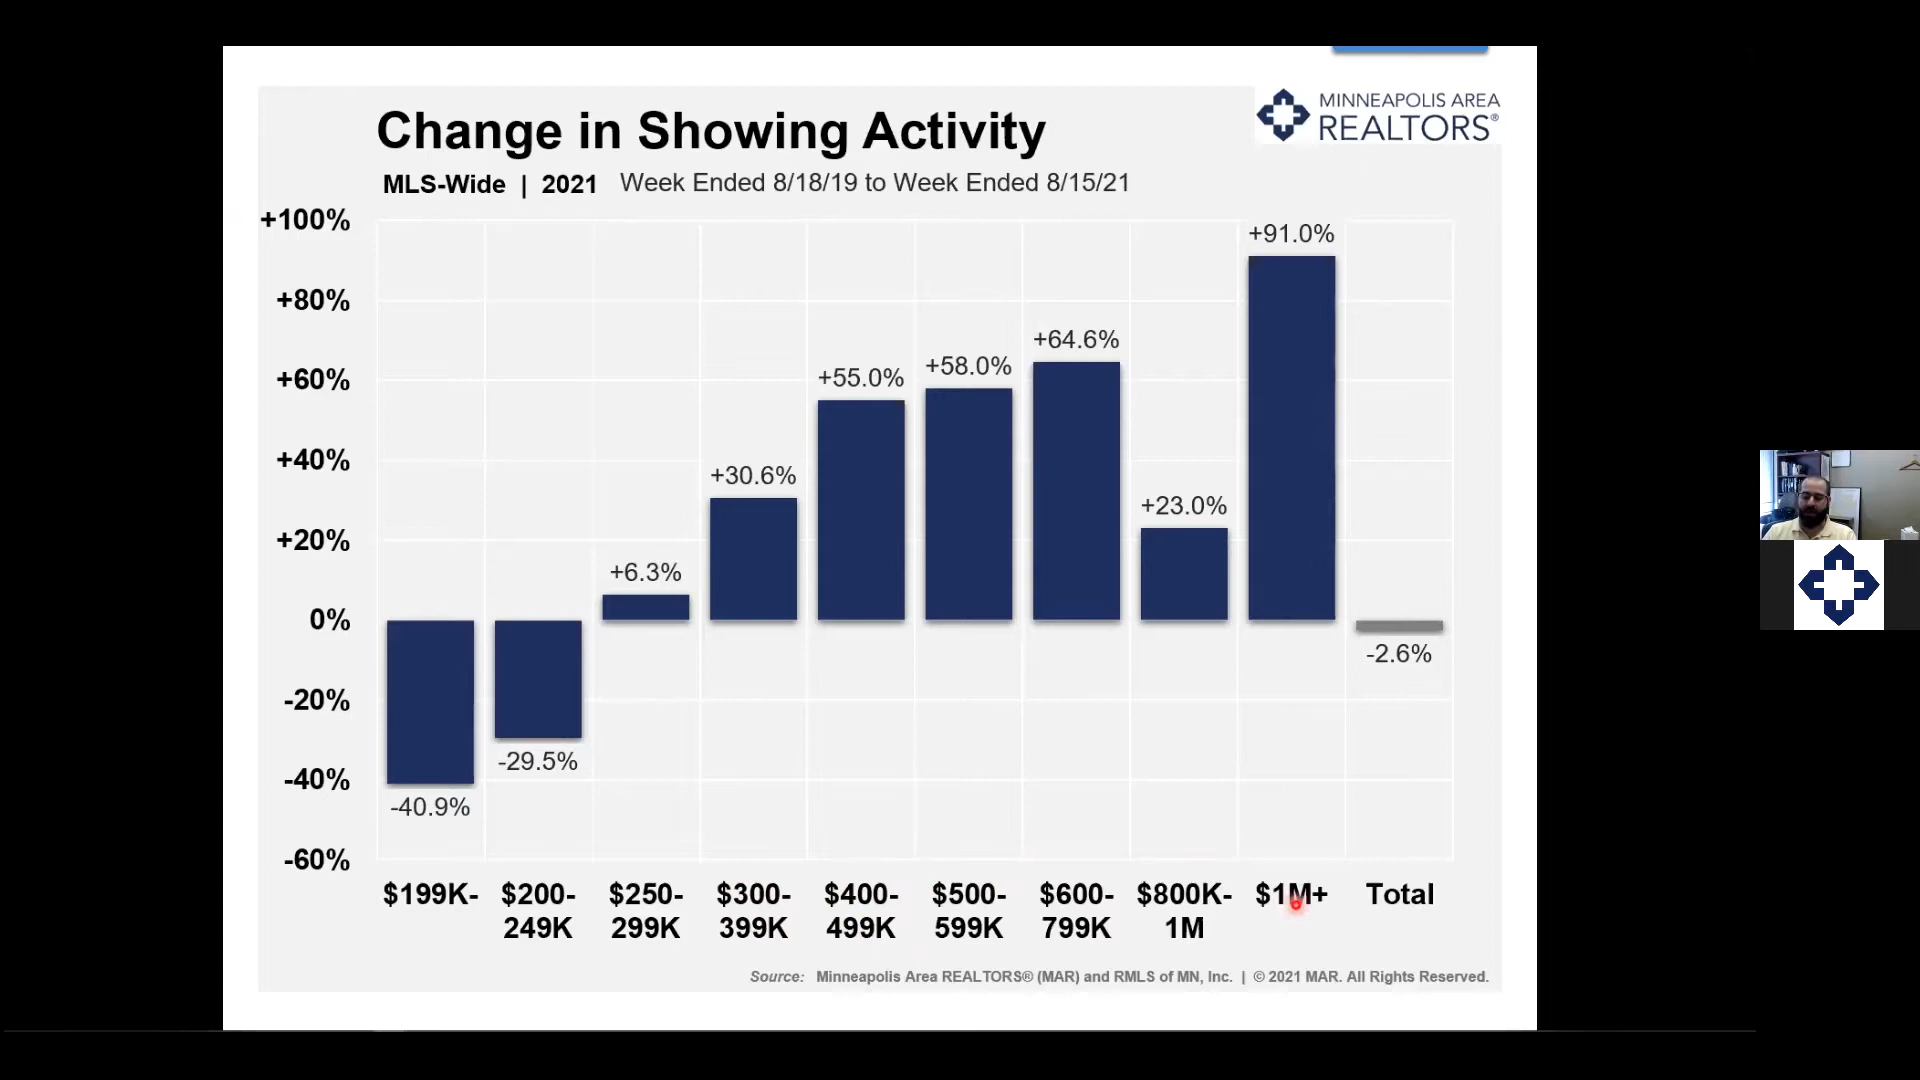 MINNEAPOLIS AREA
REALTORS®
Change in Showing Activity
MLS-Wide | 2021 Week Ended 8/18/19 to Week Ended 8/15/21
+100%
+80%
+60%
+40%
+20%
0%
-20%
-40%
-60%
-40.9%
-29.5%
+6.3%
+30.6%
+55.0%
+58.0%
+64.6%
+23.0%
+91.0%
-2.6%
$199K-
$200-
249K
$250-
299K
$300-
399K
$400-
499K
$500-
599K
$600-
799K
$800K-
1M
$1M+
Total
Source: Minneapolis Area REALTORS® (MAR) and RMLS of MN, Inc. | © 2021 MAR. All Rights Reserved.